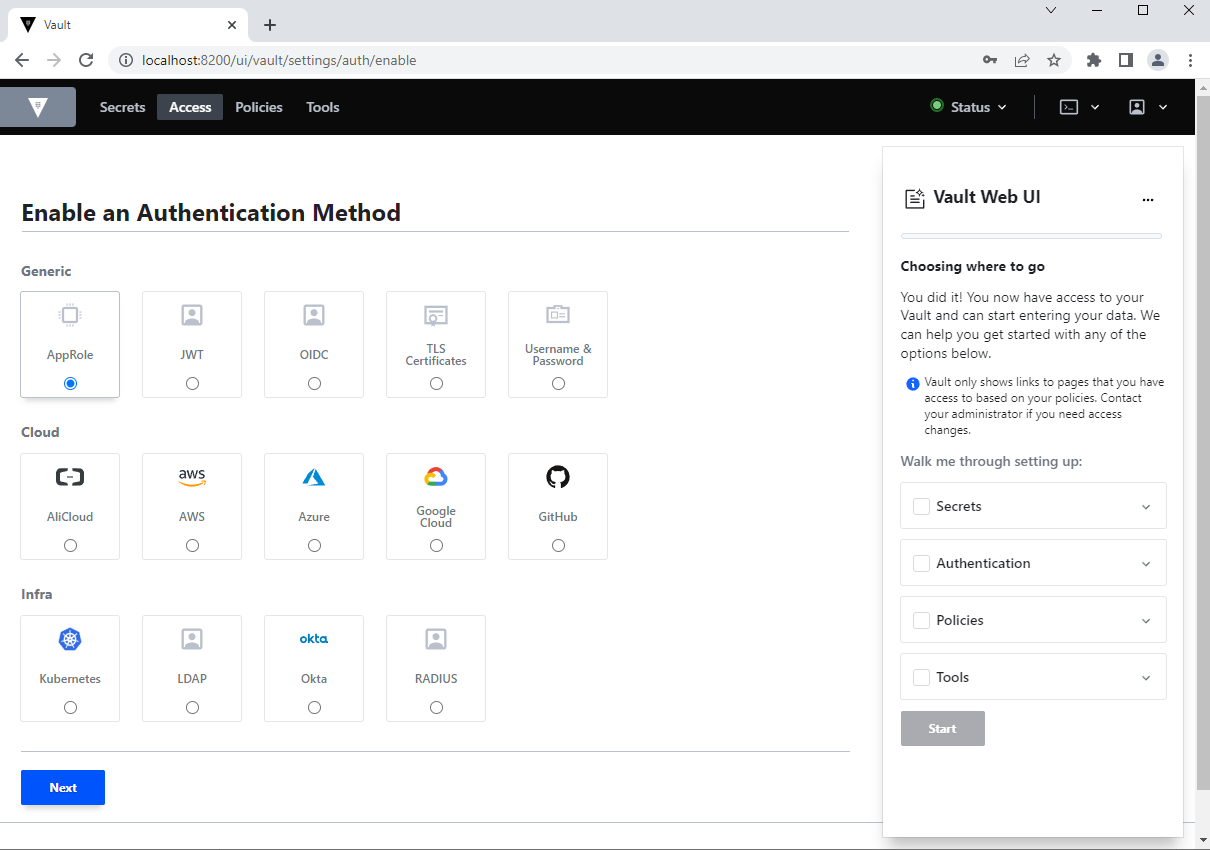 Vault
localhost:8200/ui/vault/settings/auth/enable
Secrets Access Policies Tools Status
Enable an Authentication Method
Generic
AppRole JWT OIDC TLS Certificates Username & Password
Cloud
aws
AliCloud AWS Azure Google Cloud GitHub
Infra
okta
Kubernetes LDAP Okta RADIUS
Next
Vault Web UI
Choosing where to go
You did it! You now have access to your
Vault and can start entering your data. We
can help you get started with any of the
options below.
Vault only shows links to pages that you have
access to based on your policies. Contact
your administrator if you need access
changes.
Walk me through setting up:
Secrets
Authentication
Policies
Tools
Start